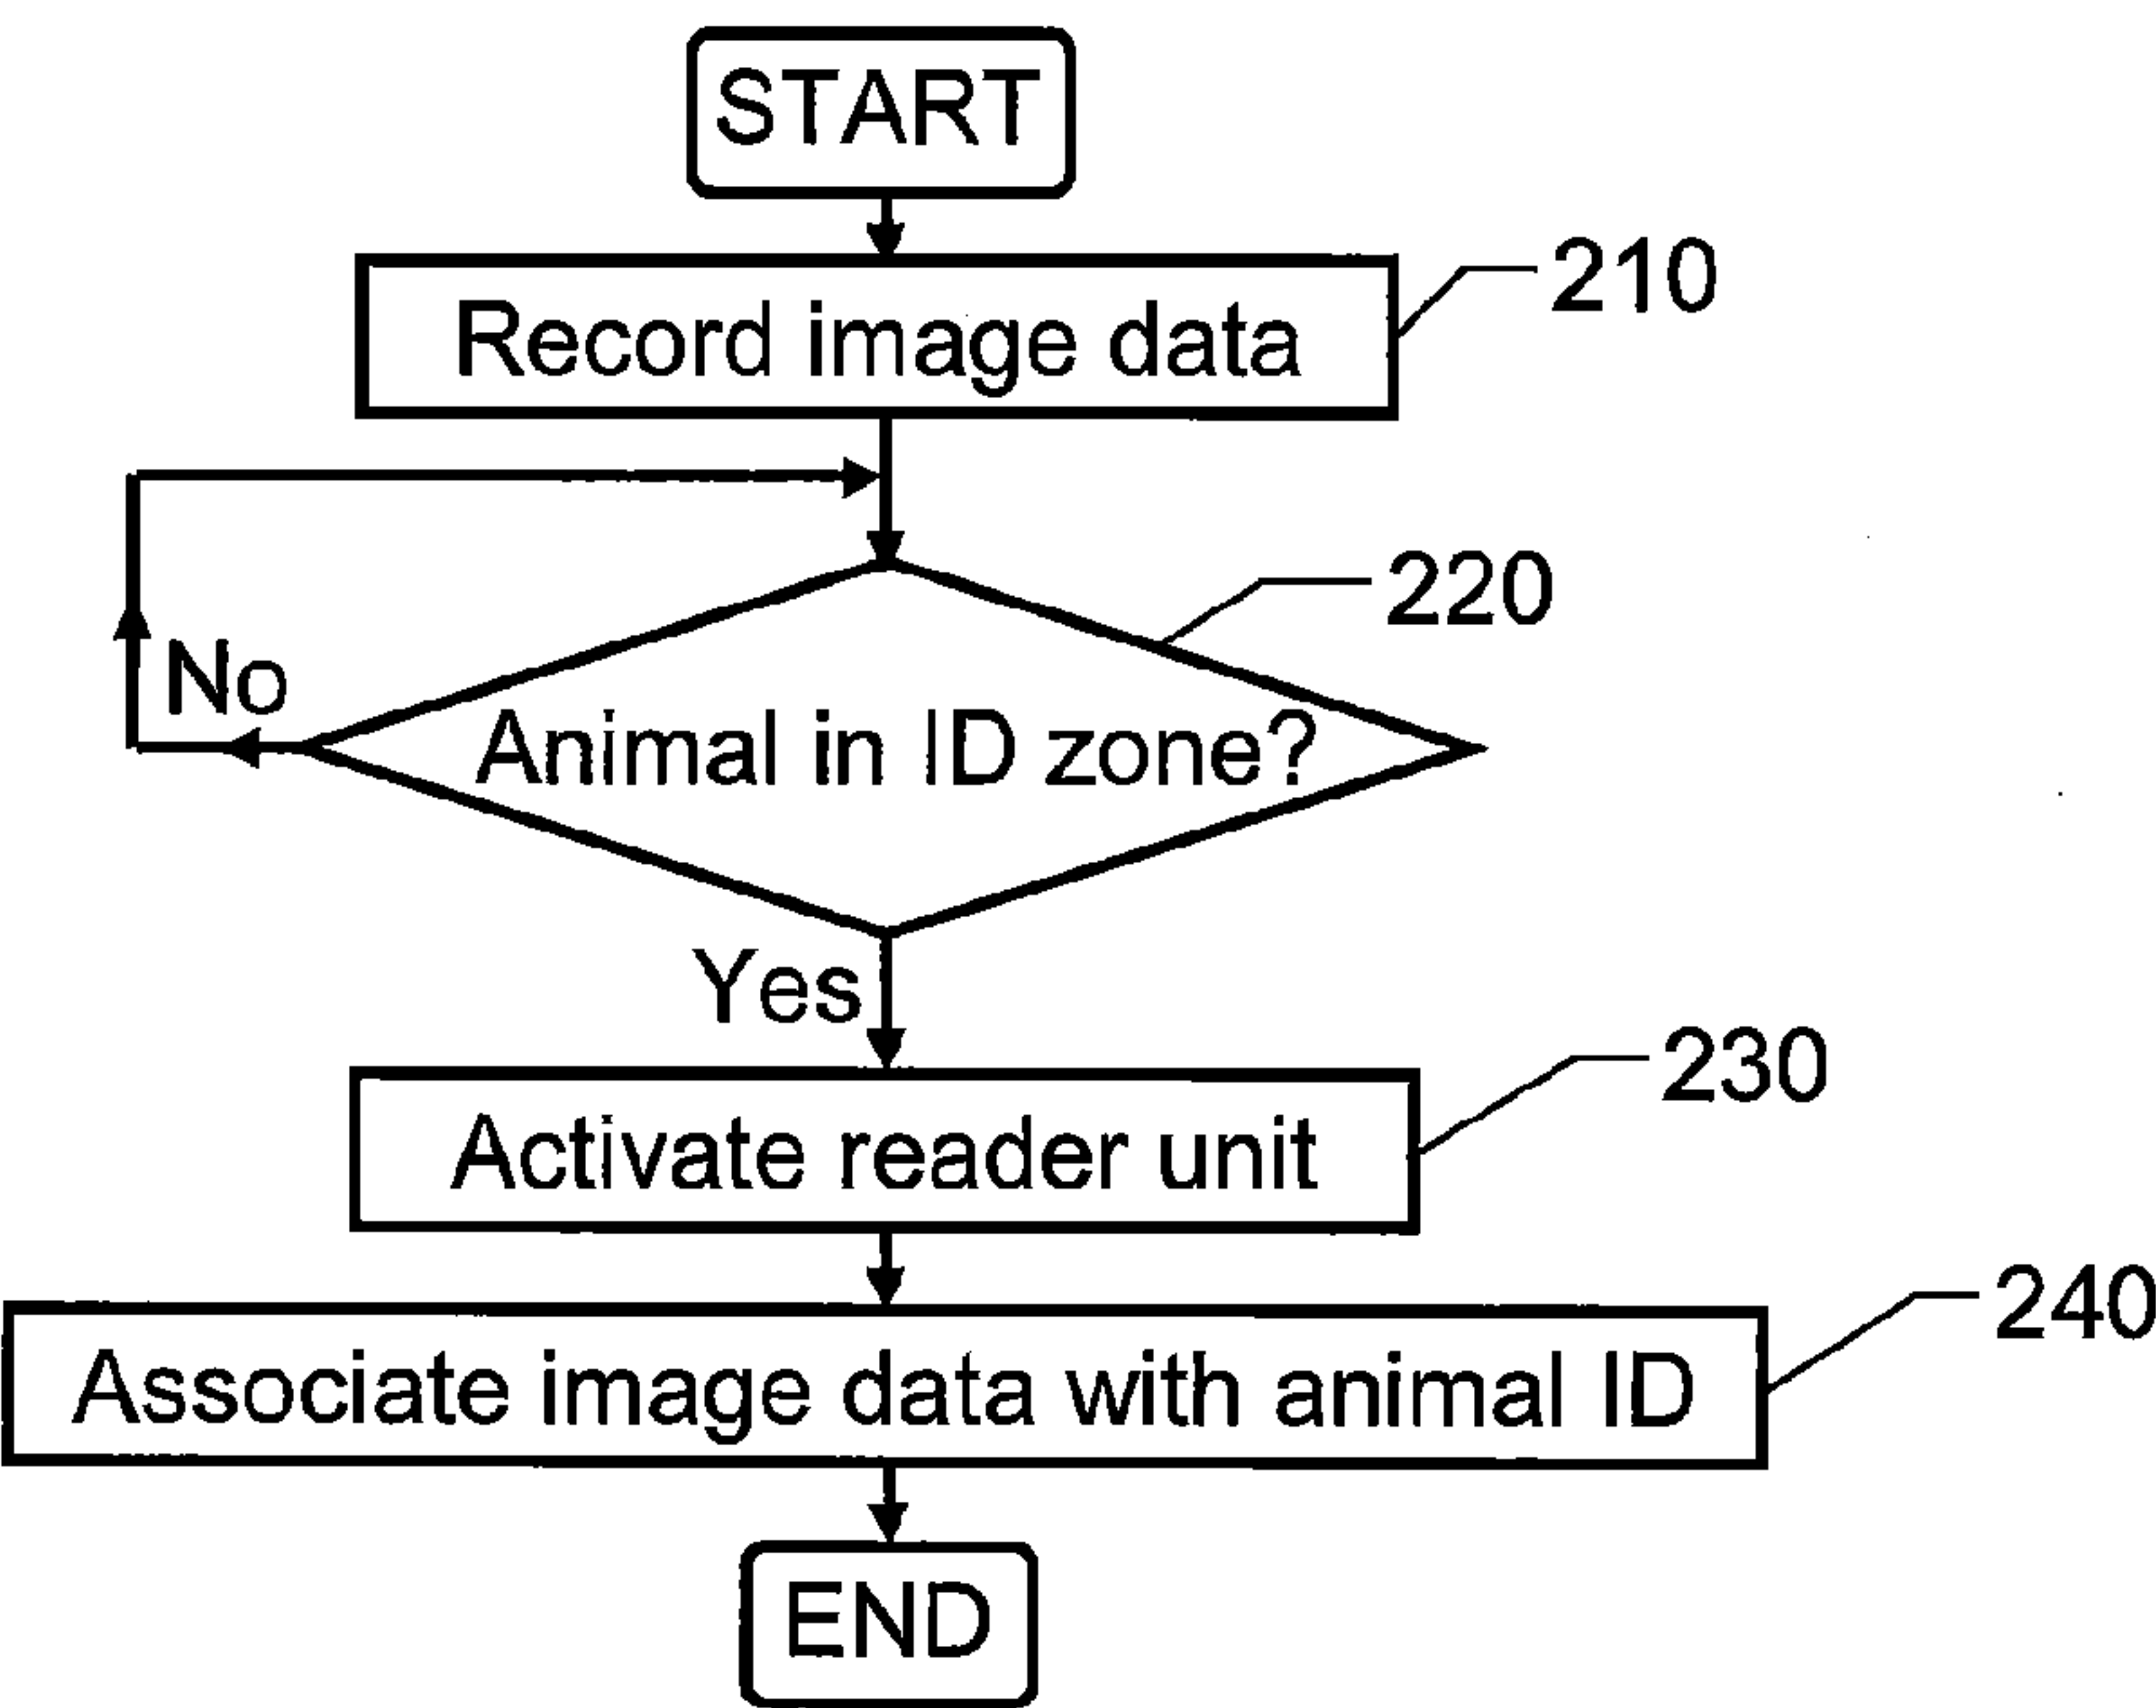 START
Record image data
210
220
No
Animal in ID zone?
Yes
230
Activate reader unit
240
Associate image data with animal ID
END